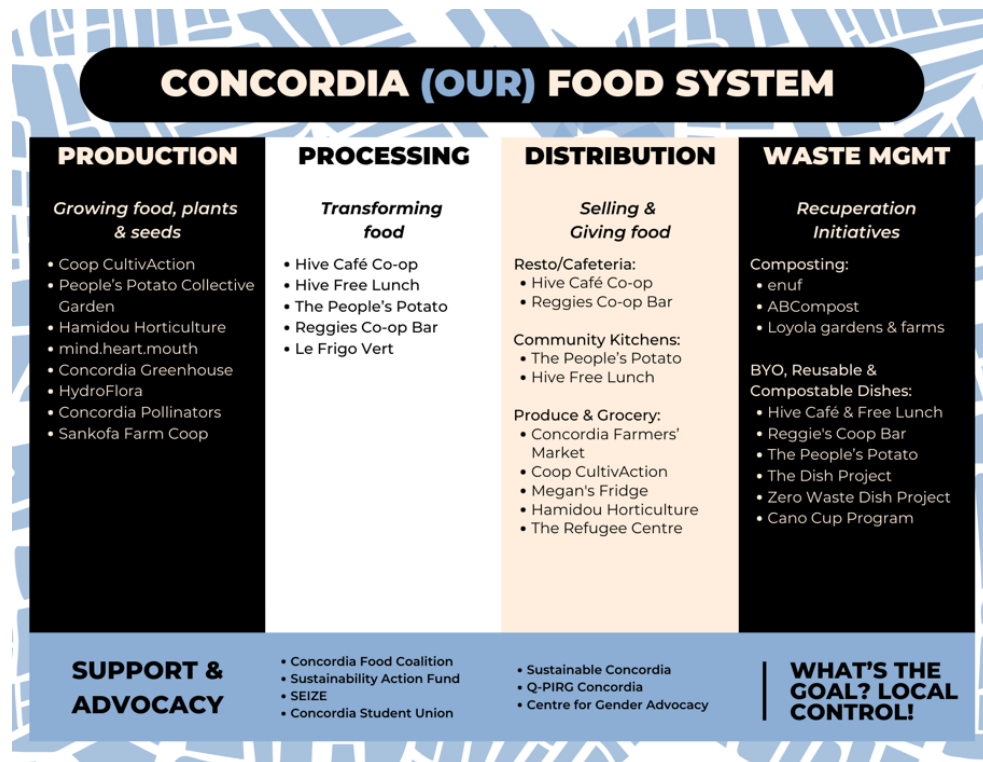 CONCORDIA (OUR) FOOD SYSTEM
PRODUCTION
Growing food, plants
& seeds
• Coop CultivAction
• People's Potato Collective
Garden
• Hamidou Horticulture
• mind.heart.mouth
• Concordia Greenhouse
• HydroFlora
• Concordia Pollinators
• Sankofa Farm Coop
PROCESSING
Transforming
food
• Hive Café Co-op
• Hive Free Lunch
• The People's Potato
• Reggies Co-op Bar
• Le Frigo Vert
DISTRIBUTION
Selling &
Giving food
Resto/Cafeteria:
• Hive Café Co-op
• Reggies Co-op Bar
Community Kitchens:
• The People's Potato
• Hive Free Lunch
Produce & Grocery:
• Concordia Farmers'
Market
• Coop CultivAction
• Megan's Fridge
• Hamidou Horticulture
• The Refugee Centre
WASTE MGMT
Recuperation
Initiatives
Composting:
• enuf
• ABCompost
• Loyola gardens & farms
BYO, Reusable &
Compostable Dishes:
• Hive Café & Free Lunch
• Reggie's Coop Bar
• The People's Potato
• The Dish Project
• Zero Waste Dish Project
• Cano Cup Program
SUPPORT &
ADVOCACY
• Concordia Food Coalition
• Sustainability Action Fund
• SEIZE
• Concordia Student Union
• Sustainable Concordia
• Q-PIRG Concordia
• Centre for Gender Advocacy
WHAT'S THE
GOAL? LOCAL
CONTROL!